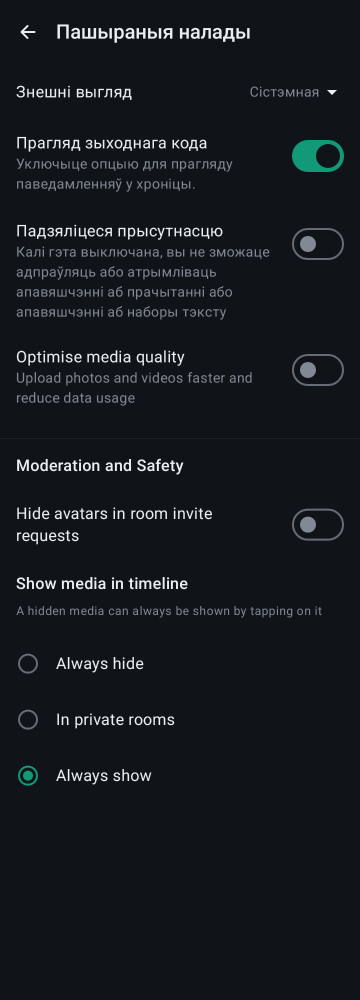 Пашыраныя налады
Знешні выгляд
Сістэмная
Прагляд зыходнага кода
Уключыце опцыю для прагляду
паведамленняў у хроніцы.
Падзяліцеся прысутнасцю
Калі гэта выключана, вы не зможаце
адпраўляць або атрымліваць
апавяшчэнні аб прачытанні або
апавяшчэнні аб наборы тэксту
Optimise media quality
Upload photos and videos faster and
reduce data usage
Moderation and Safety
Hide avatars in room invite
requests
Show media in timeline
A hidden media can always be shown by tapping on it
Always hide
In private rooms
Always show